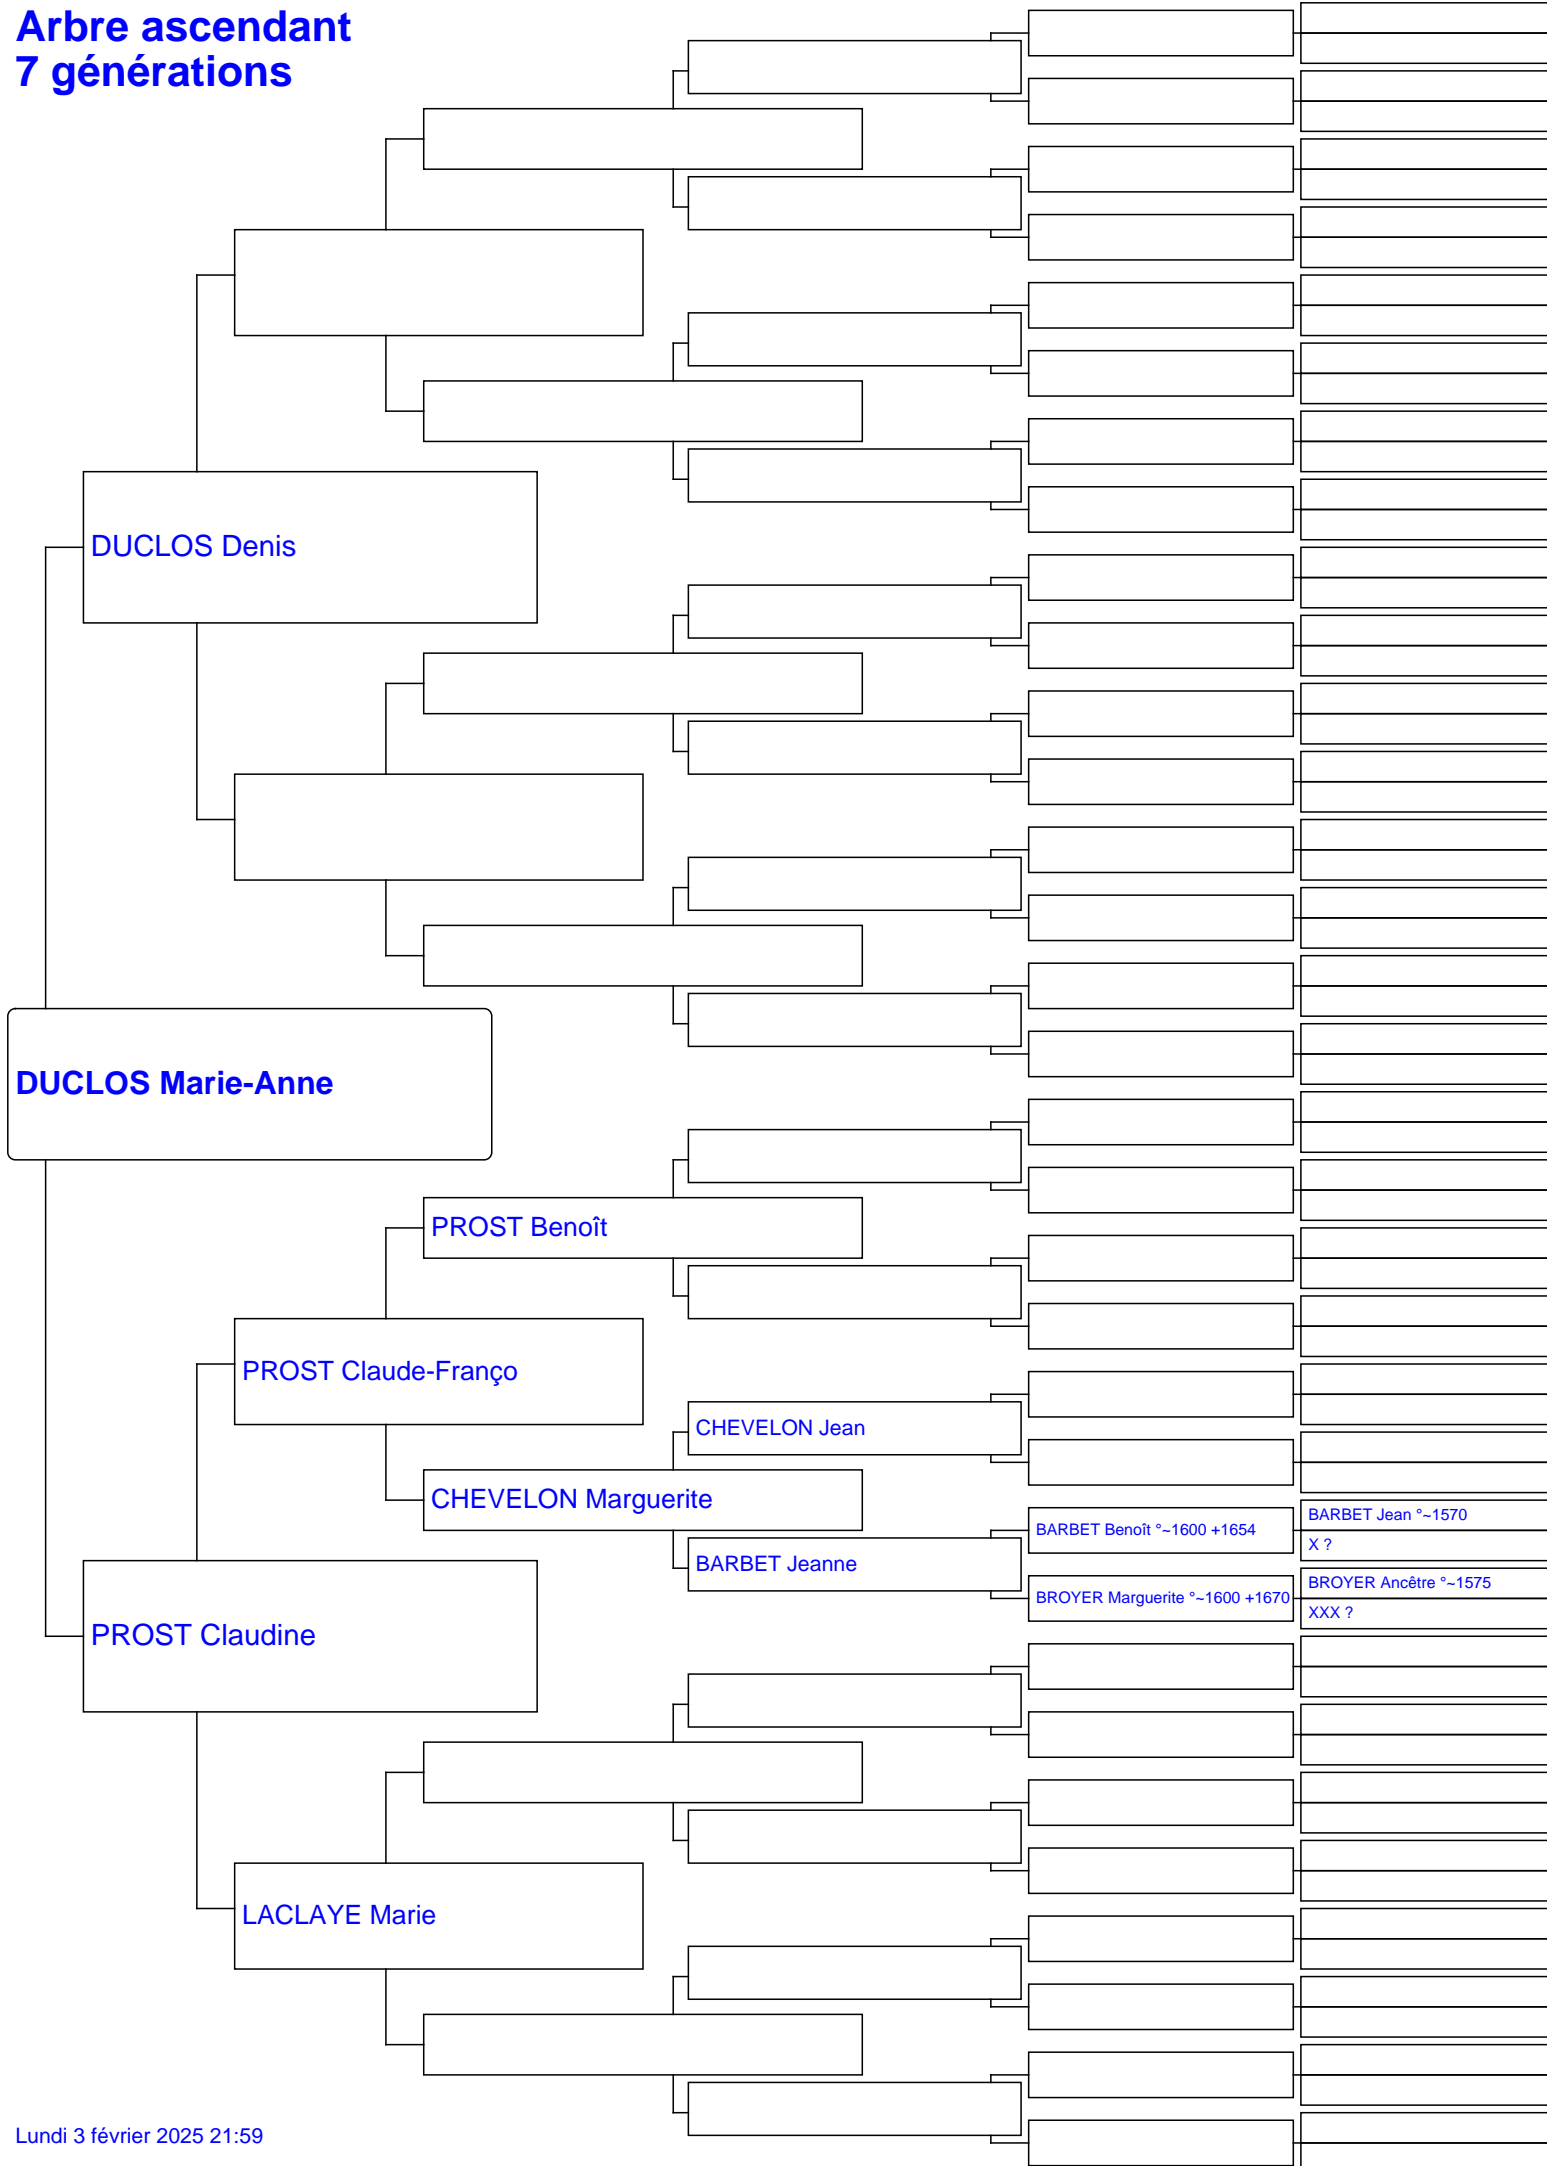 Arbre ascendant
7 générations
DUCLOS Denis
DUCLOS Marie-Anne
PROST Benoît
PROST Claude-Franço
CHEVELON Jean
CHEVELON Marguerite
BARBET Jean °~1570
BARBET Benoît °~1600 +1654
X ?
BARBET Jeanne
BROYER Ancêtre °~1575
BROYER Marguerite °~1600 +1670
XXX ?
PROST Claudine
LACLAYE Marie
Lundi 3 février 2025 21:59